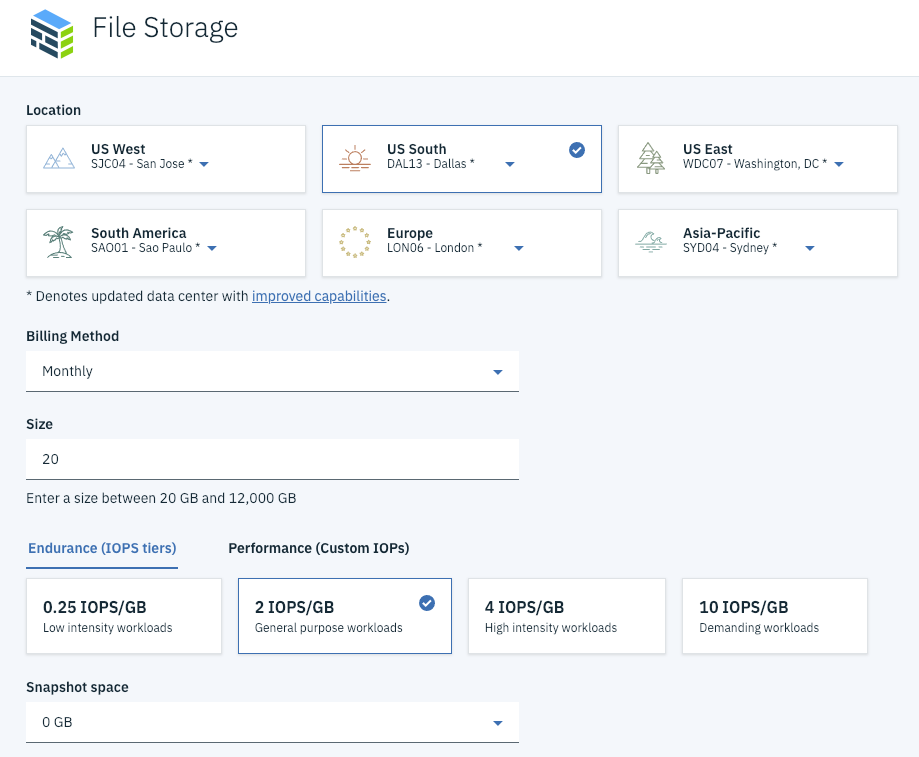 File Storage
Location
US West
SJC04 - San Jose *
US South
DAL13 - Dallas *
US East
WDC07 - Washington, DC *
South America
SAO01 - Sao Paulo *
Europe
LON06 - London *
Asia-Pacific
SYD04 - Sydney *
* Denotes updated data center with improved capabilities.
Billing Method
Monthly
Size
20
Enter a size between 20 GB and 12,000 GB
Endurance (IOPS tiers)
Performance (Custom IOPs)
0.25 IOPS/GB
Low intensity workloads
2 IOPS/GB
General purpose workloads
4 IOPS/GB
High intensity workloads
10 IOPS/GB
Demanding workloads
Snapshot space
0 GB